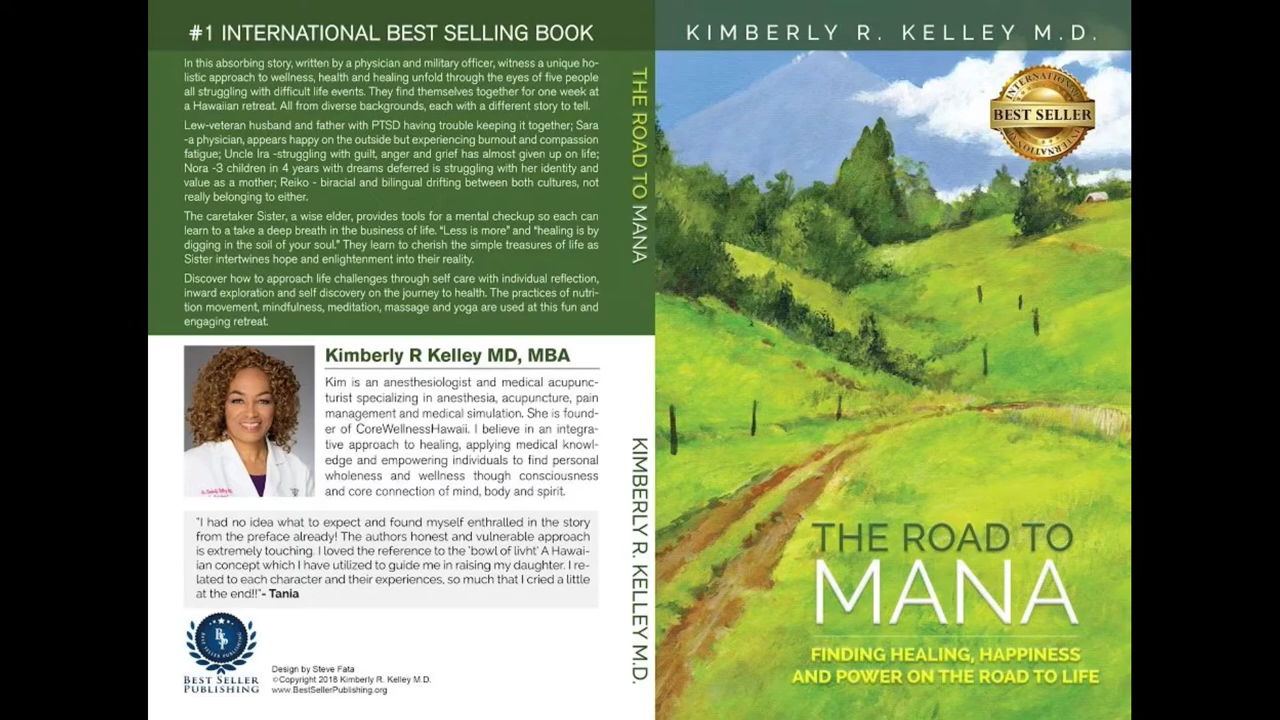 #1 INTERNATIONAL BEST SELLING BOOK
In this absorbing story, written by a physician and military officer, witness a unique ho-
listic approach to wellness, health and healing unfold through the eyes of five people
all struggling with difficult life events. They find themselves together for one week at
a Hawaiian retreat. All from diverse backgrounds, each with a different story to tell.
Lew-veteran husband and father with PTSD having trouble keeping it together; Sara
-a physician, appears happy on the outside but experiencing burnout and compassion
fatigue; Uncle Ira -struggling with guilt, anger and grief has almost given up on life;
Nora -3 children in 4 years with dreams deferred is struggling with her identity and
value as a mother; Reiko - biracial and bilingual drifting between both cultures, not
really belonging to either.
The caretaker Sister, a wise elder, provides tools for a mental checkup so each can
learn to a take a deep breath in the business of life. “Less is more” and “healing is by
digging in the soil of your soul.” They learn to cherish the simple treasures of life as
Sister intertwines hope and enlightenment into their reality.
Discover how to approach life challenges through self care with individual reflection,
inward exploration and self discovery on the journey to health. The practices of nutri-
tion movement, mindfulness, meditation, massage and yoga are used at this fun and
engaging retreat.
Kimberly R Kelley MD, MBA
Kim is an anesthesiologist and medical acupunc-
turist specializing in anesthesia, acupuncture, pain
management and medical simulation. She is found-
er of CoreWellnessHawaii. I believe in an integra-
tive approach to healing, applying medical knowl-
edge and empowering individuals to find personal
wholeness and wellness though consciousness
and core connection of mind, body and spirit.
"I had no idea what to expect and found myself enthralled in the story
from the preface already! The authors honest and vulnerable approach
is extremely touching. I loved the reference to the 'bowl of livht' A Hawai-
ian concept which I have utilized to guide me in raising my daughter. I re-
lated to each character and their experiences, so much that I cried a little
at the end!!"- Tania
BEST SELLER
PUBLISHING
Design by Steve Fata
©Copyright 2018 Kimberly R. Kelley M.D.
www.BestSellerPublishing.org
THE ROAD TO MANA
KIMBERLY R. KELLEY M.D.
KIMBERLY R. KELLEY M.D.
INTERNATIONAL
BEST SELLER
THE ROAD TO
MANA
FINDING HEALING, HAPPINESS
AND POWER ON THE ROAD TO LIFE